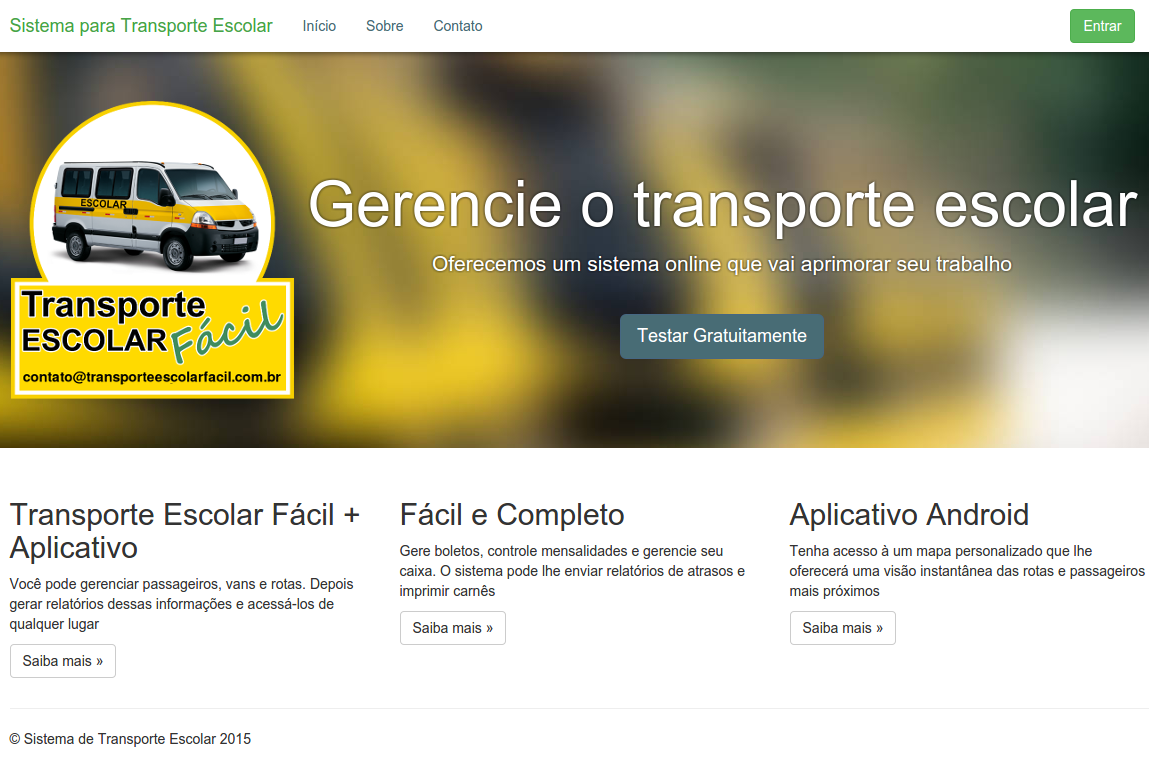 Sistema para Transporte Escolar
Início
Sobre
Contato
Entrar
ESCOLAR
Transporte
ESCOLAR Fácil
contato@transporteescolarfacil.com.br
Gerencie o transporte escolar
Oferecemos um sistema online que vai aprimorar seu trabalho
Testar Gratuitamente
Transporte Escolar Fácil +
Aplicativo
Você pode gerenciar passageiros, vans e rotas. Depois
gerar relatórios dessas informações e acessá-los de
qualquer lugar
Saiba mais »
Fácil e Completo
Gere boletos, controle mensalidades e gerencie seu
caixa. O sistema pode lhe enviar relatórios de atrasos e
imprimir carnês
Saiba mais »
Aplicativo Android
Tenha acesso à um mapa personalizado que lhe
oferecerá uma visão instantânea das rotas e passageiros
mais próximos
Saiba mais »
© Sistema de Transporte Escolar 2015